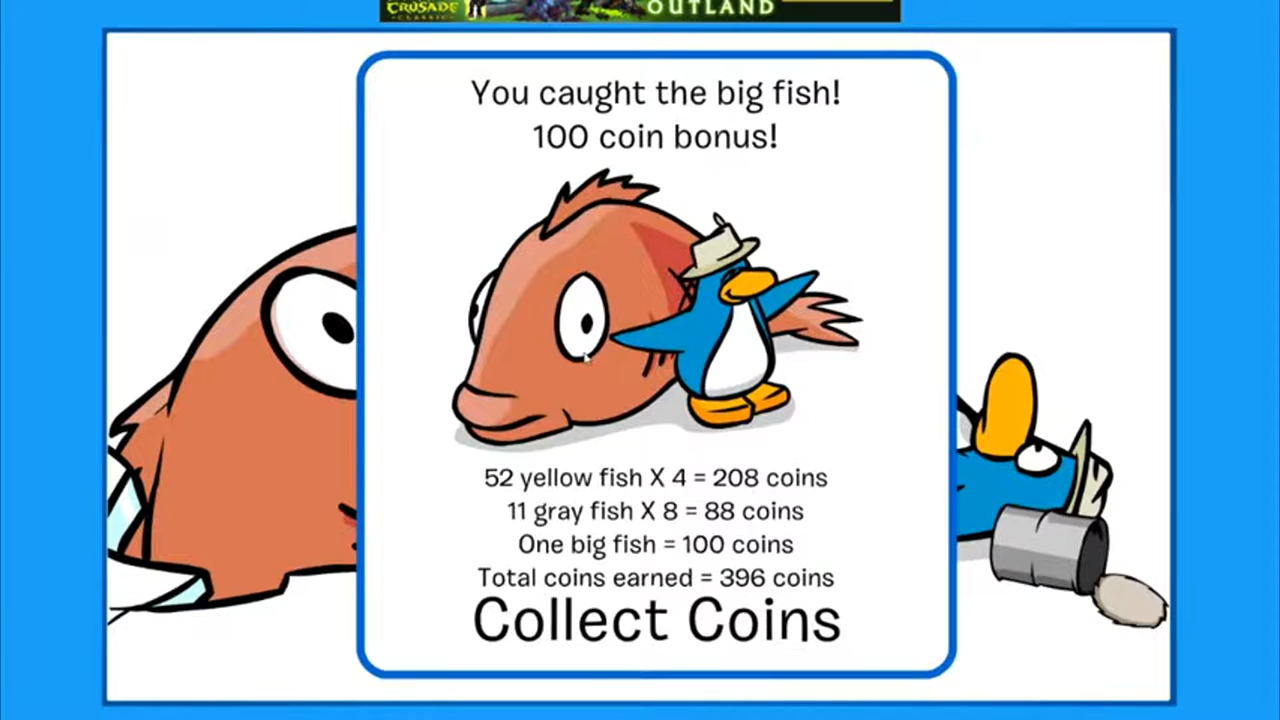 CRUSADE
CLASSIC
OUTLAND
You caught the big fish!
100 coin bonus!
52 yellow fish X 4 = 208 coins
11 gray fish X 8 = 88 coins
One big fish = 100 coins
Total coins earned = 396 coins
Collect Coins